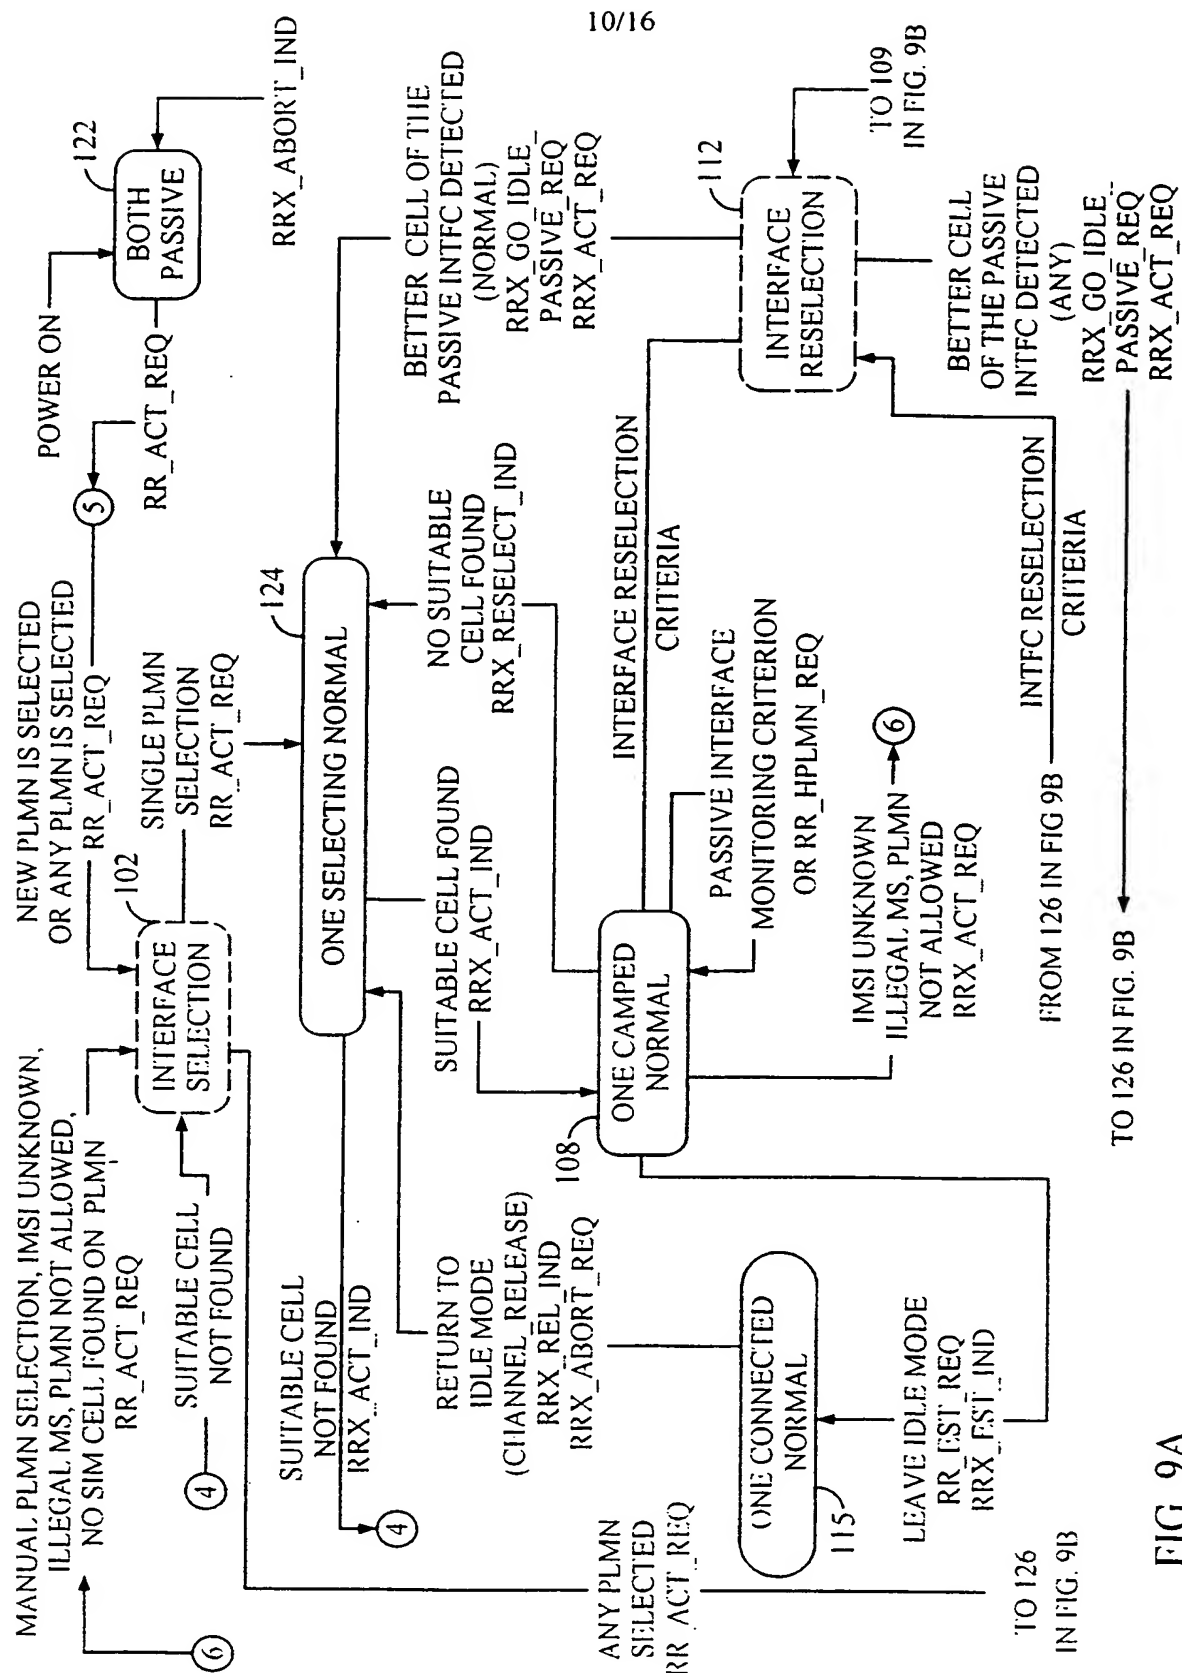 10/16
MANUAL PLMN SELECTION, IMSI UNKNOWN,
ILLEGAL MS, PLMN NOT ALLOWED,
NO SIM CELL FOUND ON PLMN
RR_ACT_REQ
6
NEW PLMN IS SELECTED
OR ANY PLMN IS SELECTED
RR_ACT_REQ
5
POWER ON
RR_ACT_REQ
122
BOTH
PASSIVE
RRX_ABORT_IND
SUITABLE CELL
NOT FOUND
4
102
INTERFACE
SELECTION
SINGLE PLMN
SELECTION
RR_ACT_REQ
124
ONE SELECTING NORMAL
SUITABLE CELL
NOT FOUND
RRX_ACT_IND
4
BETTER CELL OF THE
PASSIVE INTFC DETECTED
(NORMAL)
RRX_GO_IDLE_
PASSIVE_REQ
RRX_ACT_REQ
RETURN TO
IDLE MODE
(CHANNEL_RELEASE)
RRX_REL_IND
RRX_ABORT_REQ
SUITABLE CELL FOUND
RRX_ACT_IND
NO SUITABLE
CELL FOUND
RRX_RESELECT_IND
ANY PLMN
SELECTED
RR_ACT_REQ
ONE CONNECTED
NORMAL
115
108
ONE CAMPED
NORMAL
INTERFACE RESELECTION
CRITERIA
PASSIVE INTERFACE
MONITORING CRITERION
OR RR_HPLMN_REQ
112
INTERFACE
RESELECTION
TO 109
IN FIG. 9B
LEAVE IDLE MODE
RR_EST_REQ
RRX_EST_IND
IMSI UNKNOWN
ILLEGAL MS, PLMN
NOT ALLOWED
RRX_ACT_REQ
6
BETTER CELL
OF THE PASSIVE
INTFC DETECTED
(ANY)
RRX_GO_IDLE_
PASSIVE_REQ
RRX_ACT_REQ
TO 126
IN FIG. 9B
FROM 126 IN FIG 9B
INTFC RESELECTION
CRITERIA
TO 126 IN FIG. 9B
FIG. 9A